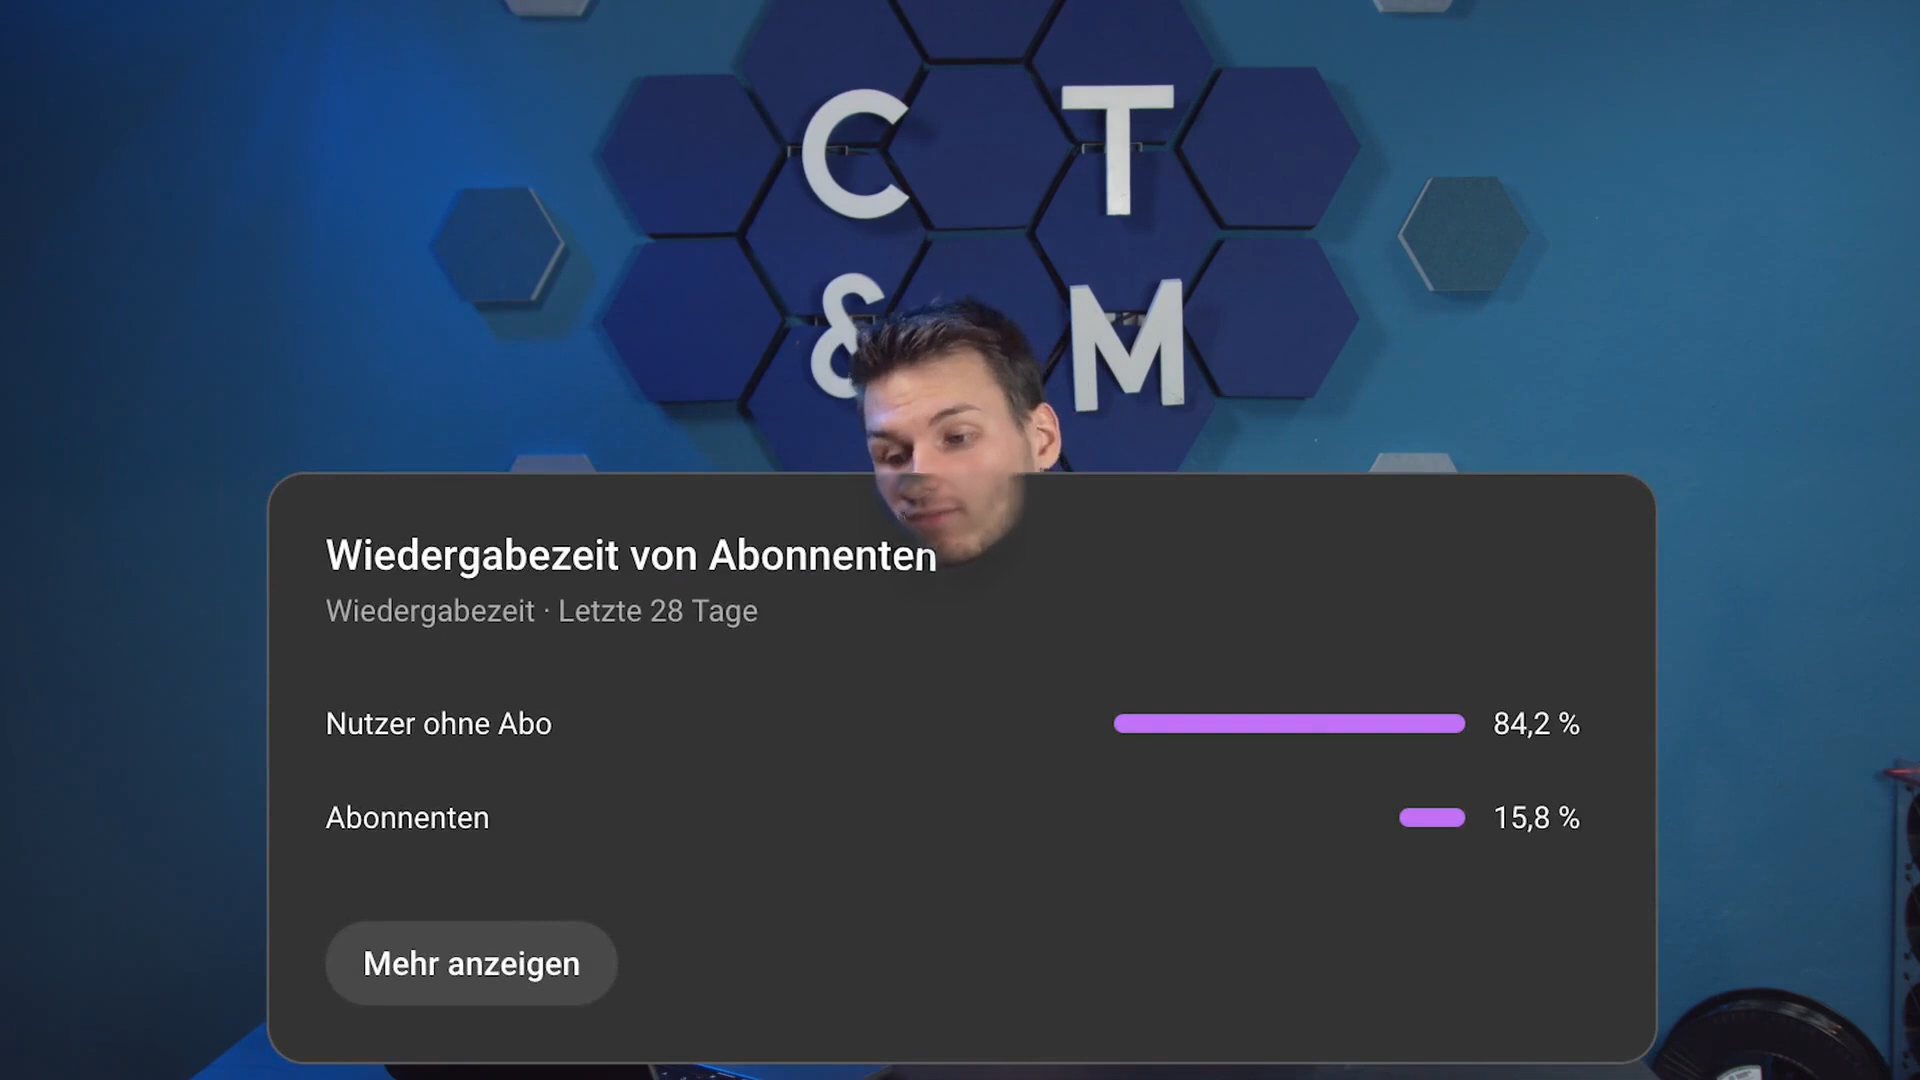 C T
& M
Wiedergabezeit von Abonnenten
Wiedergabezeit · Letzte 28 Tage
Nutzer ohne Abo 84,2 %
Abonnenten 15,8 %
Mehr anzeigen